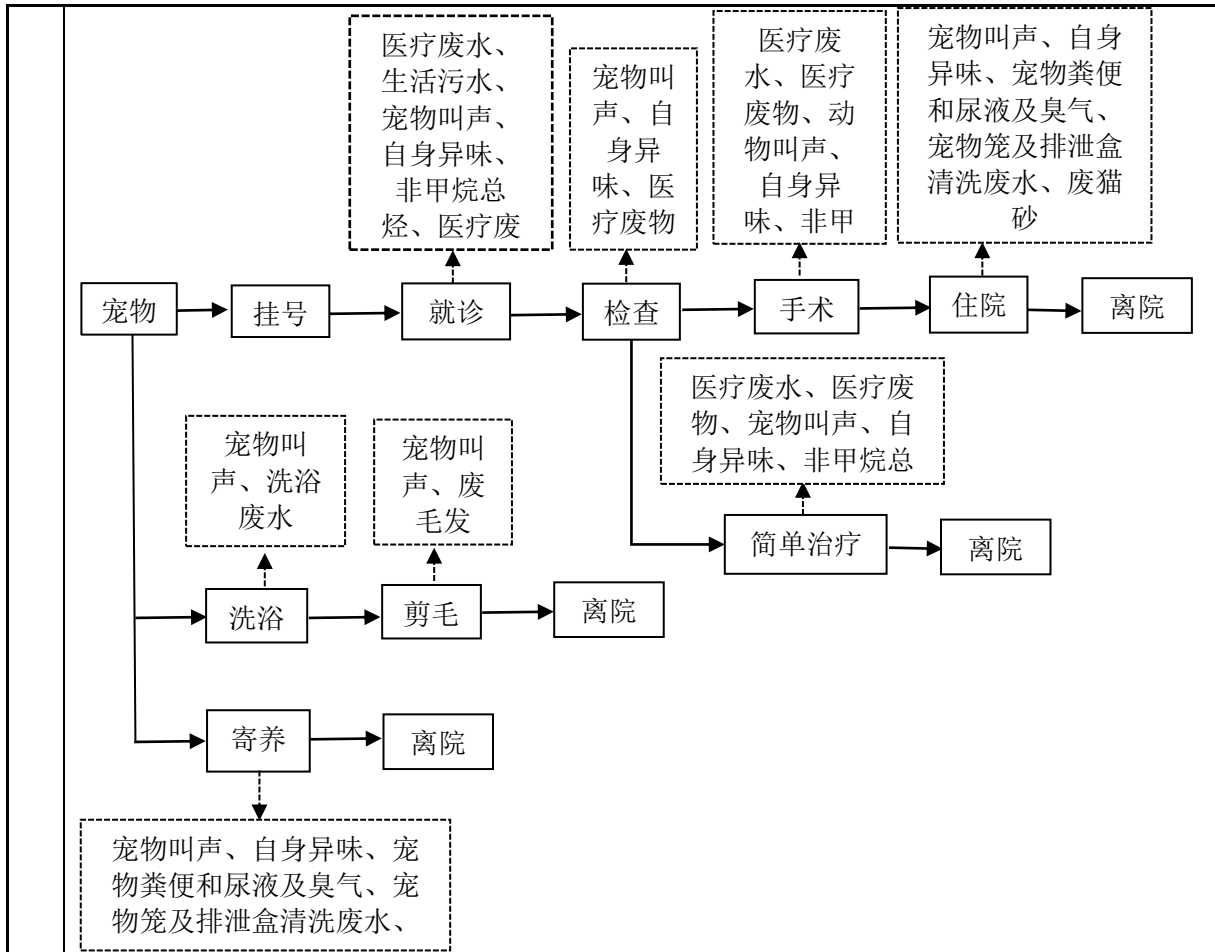 医疗废水、
生活污水、
宠物叫声、
自身异味、
非甲烷总
烃、医疗废
宠物叫
声、自
身异
味、医
疗废物
医疗废
水、医疗
废物、动
物叫声、
自身异
味、非甲
宠物叫声、自身
异味、宠物粪便
和尿液及臭气、
宠物笼及排泄盒
清洗废水、废猫
砂
宠物
挂号
就诊
检查
手术
住院
离院
医疗废水、医疗废
物、宠物叫声、自
身异味、非甲烷总
简单治疗
离院
宠物叫
声、洗浴
废水
宠物叫
声、废
毛发
洗浴
剪毛
离院
寄养
离院
宠物叫声、自身异味、宠
物粪便和尿液及臭气、宠
物笼及排泄盒清洗废水、